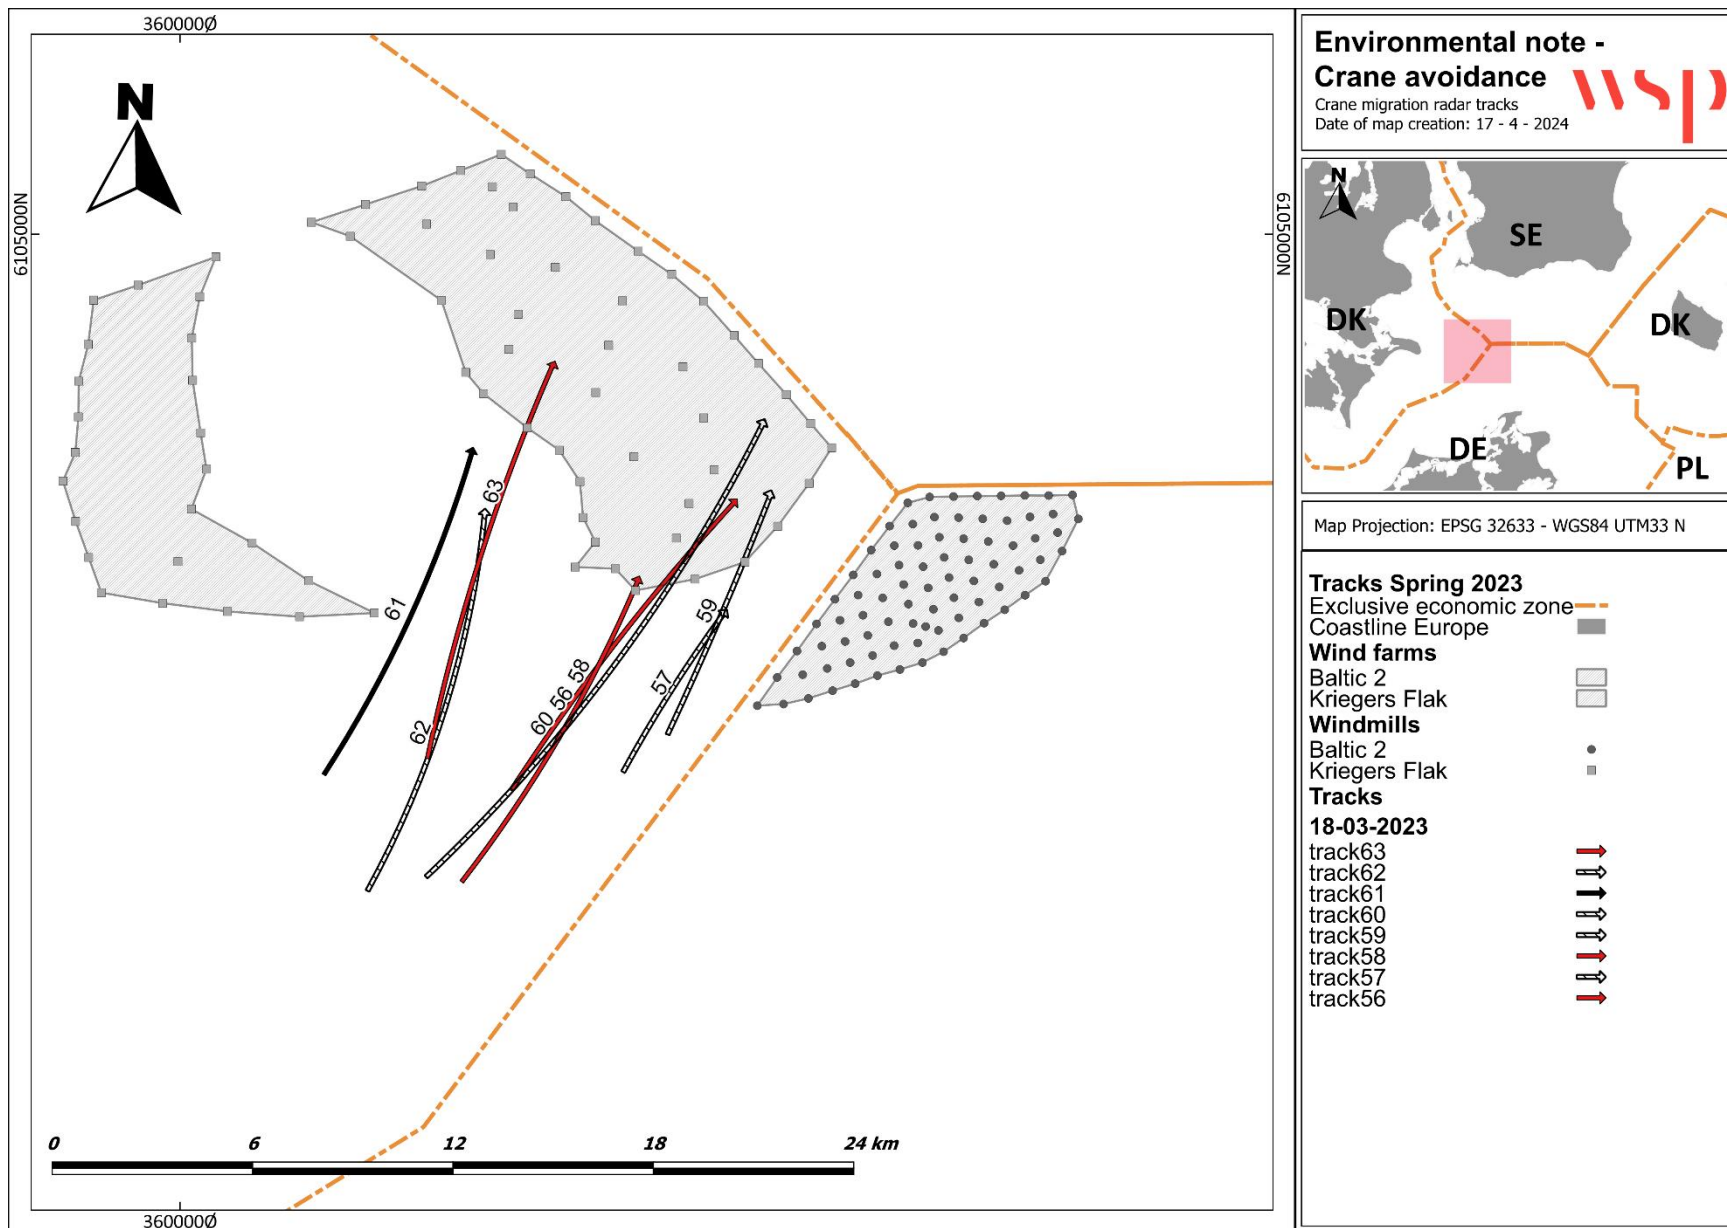 3600000Ø
Environmental note -
Crane avoidance
wsp
Crane migration radar tracks
Date of map creation: 17 - 4 - 2024
N
N
SE
6105000N
6105000N
DK
DK
DE
PL
63
61
62
59
57
58
56
60
Map Projection: EPSG 32633 - WGS84 UTM33 N
Tracks Spring 2023
Exclusive economic zone
Coastline Europe
Wind farms
Baltic 2
Kriegers Flak
Windmills
Baltic 2
Kriegers Flak
Tracks
18-03-2023
track63
track62
track61
track60
track59
track58
track57
track56
0 6 12 18 24 km
3600000Ø